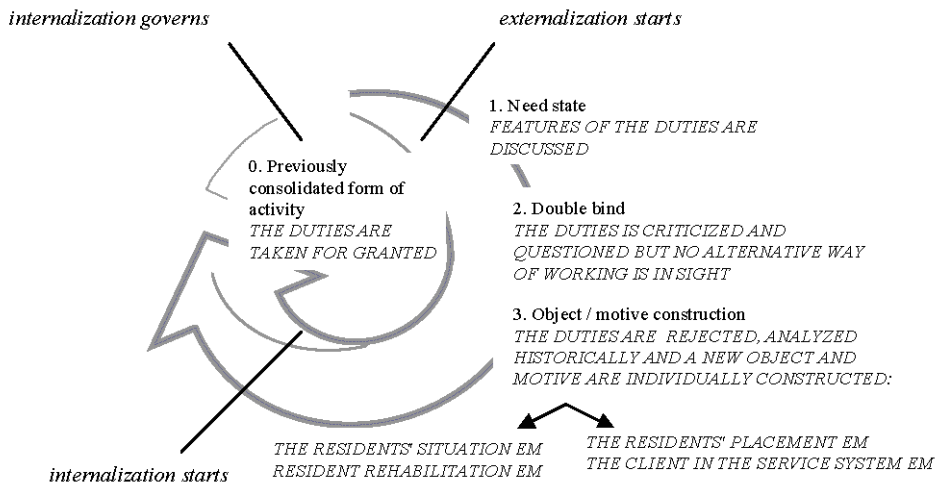 internalization governs
externalization starts
1. Need state
FEATURES OF THE DUTIES ARE
DISCUSSED
0. Previously
consolidated form of
activity
THE DUTIES ARE
TAKEN FOR GRANTED
2. Double bind
THE DUTIES IS CRITICIZED AND
QUESTIONED BUT NO ALTERNATIVE WAY
OF WORKING IS IN SIGHT
3. Object / motive construction
THE DUTIES ARE REJECTED, ANALYZED
HISTORICALLY AND A NEW OBJECT AND
MOTIVE ARE INDIVIDUALLY CONSTRUCTED:
THE RESIDENTS' SITUATION EM
RESIDENT REHABILITATION EM
THE RESIDENTS' PLACEMENT EM
THE CLIENT IN THE SERVICE SYSTEM EM
internalization starts